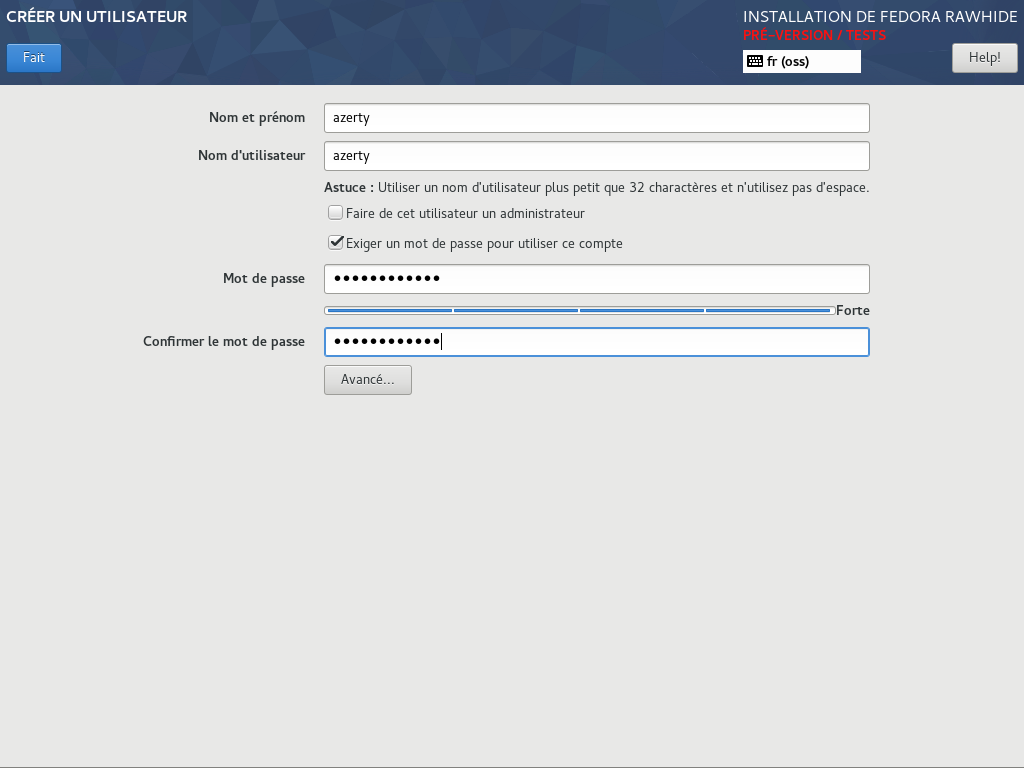 CRÉER UN UTILISATEUR
INSTALLATION DE FEDORA RAWHIDE
PRÉ-VERSION / TESTS
Fait
fr (oss)
Help!
Nom et prénom
azerty
Nom d'utilisateur
azerty
Astuce : Utiliser un nom d'utilisateur plus petit que 32 charactères et n'utilisez pas d'espace.
Faire de cet utilisateur un administrateur
Exiger un mot de passe pour utiliser ce compte
Mot de passe
●●●●●●●●●●●●
Forte
Confirmer le mot de passe
●●●●●●●●●●●●
Avancé...